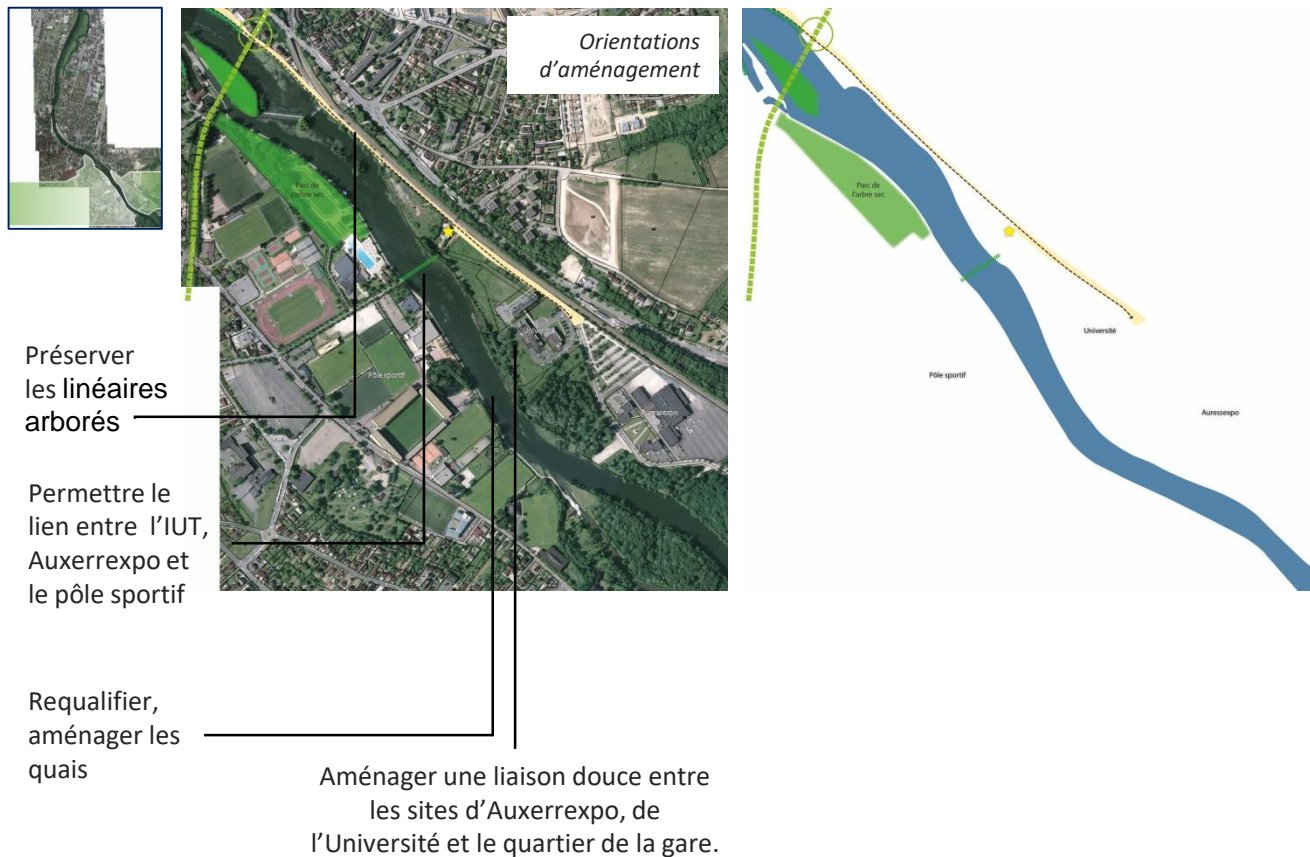 Orientations
d'aménagement
Parc de
l'arbre sec
Université
Pôle sportif
Parc de
l'arbre sec
Université
Pôle sportif
Auressexpo
Préserver
les linéaires
arborés
Permettre le
lien entre l'IUT,
Auxerrexpo et
le pôle sportif
Requalifier,
aménager les
quais
Aménager une liaison douce entre
les sites d'Auxerrexpo, de
l'Université et le quartier de la gare.